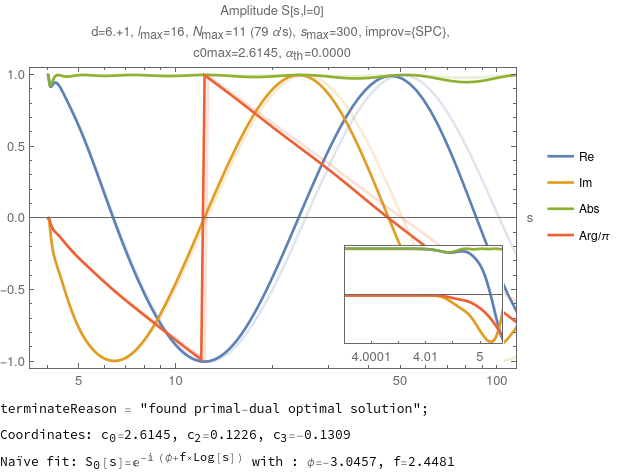 Amplitude S[s,l=0]
d=6.+1, lmax=16, Nmax=11 (79 α's), smax=300, improv={SPC},
c0max=2.6145, αth=0.0000
1.0
0.5
0.0
-0.5
-1.0
5
10
50
100
s
4.0001
4.01
5
Re
Im
Abs
Arg/π
terminateReason = "found primal-dual optimal solution";
Coordinates: c0=2.6145, c2=0.1226, c3=-0.1309
Naïve fit: S0[s]=e^-i (ϕ+f×Log[s]) with : ϕ=-3.0457, f=2.4481